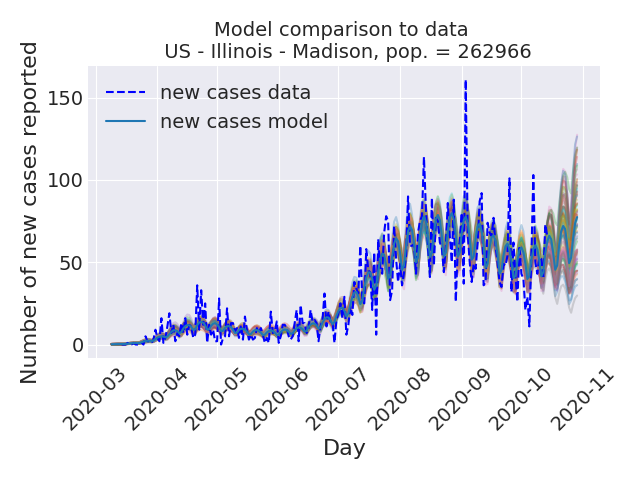 Model comparison to data
US - Illinois - Madison, pop. = 262966
Number of new cases reported
150
100
50
0
new cases data
new cases model
2020-03
2020-04
2020-05
2020-06
2020-07
2020-08
2020-09
2020-10
2020-11
Day